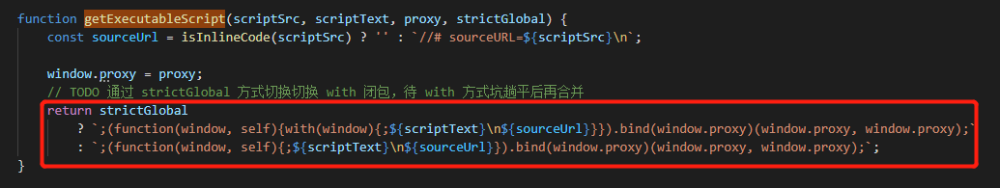 function getExecutableScript(scriptSrc, scriptText, proxy, strictGlobal) {
    const sourceUrl = isInlineCode(scriptSrc) ? '' : `//# sourceURL=${scriptSrc}\n`;
    window.proxy = proxy;
    // TODO 通过 strictGlobal 方式切换切换 with 闭包，待 with 方式坑趟平后再合并
    return strictGlobal
        ? `;(function(window, self){with(window){;${scriptText}\n${sourceUrl}}}).bind(window.proxy)(window.proxy, window.proxy);`
        : `;(function(window, self){;${scriptText}\n${sourceUrl}}).bind(window.proxy)(window.proxy, window.proxy);`;
}